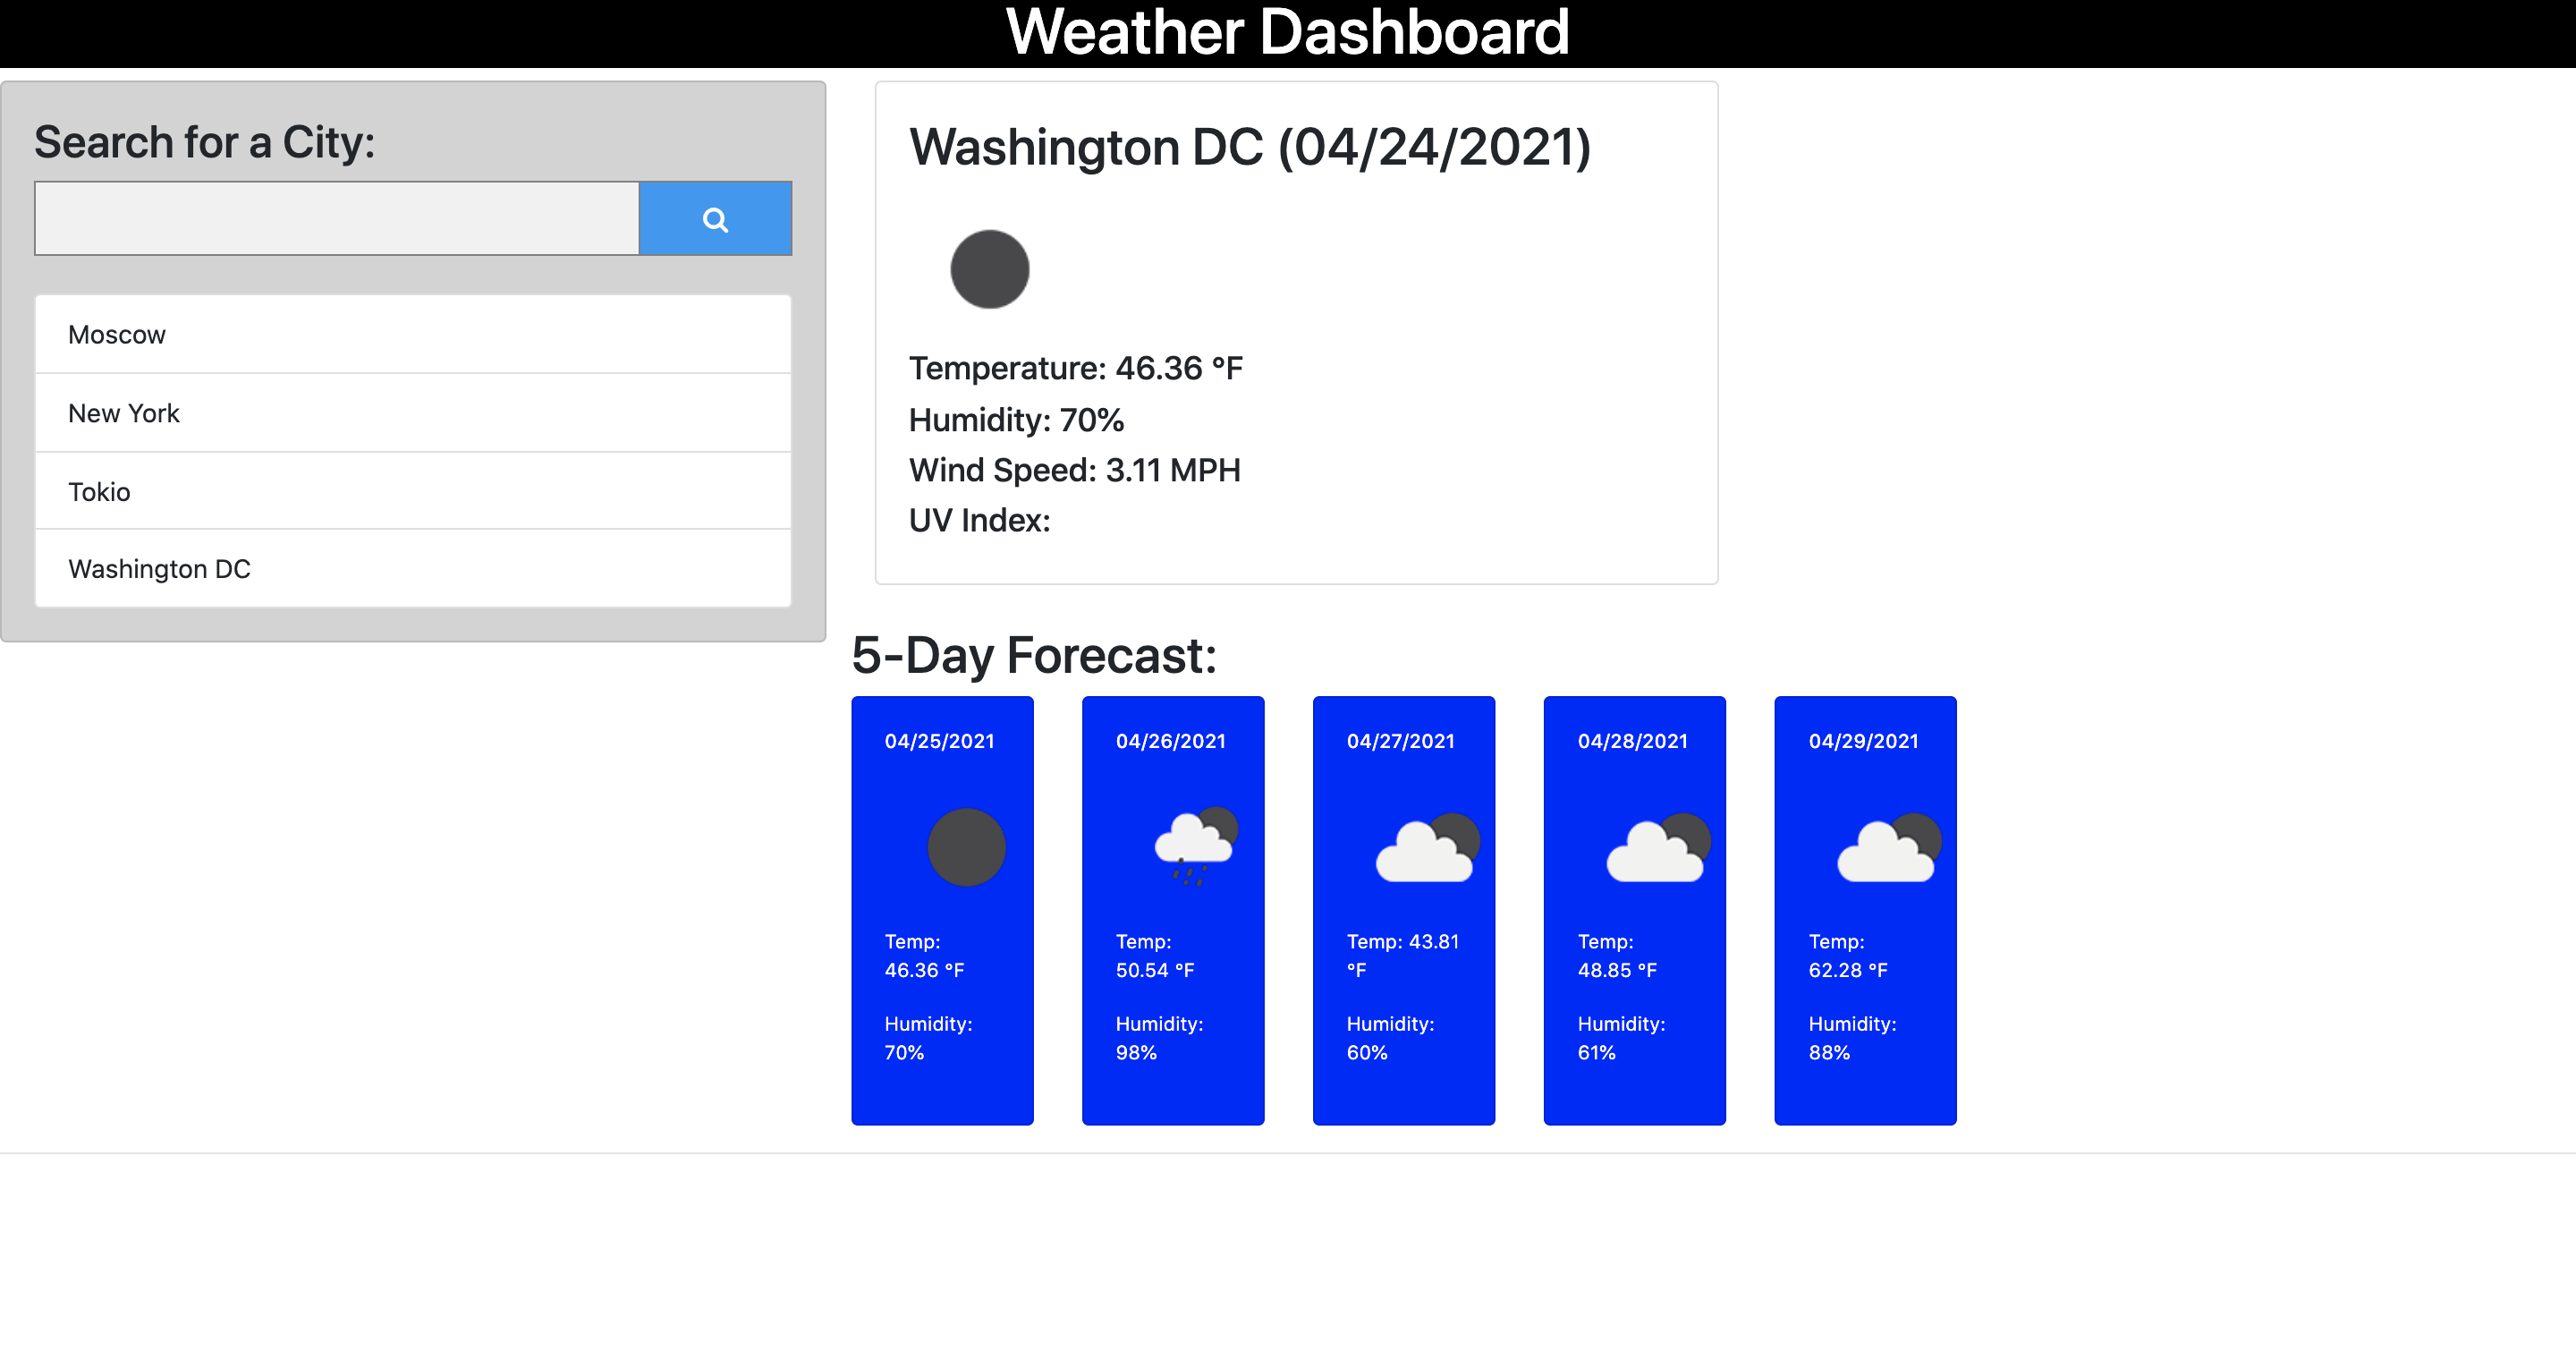 Weather Dashboard
Search for a City:
Moscow
New York
Tokio
Washington DC
Washington DC (04/24/2021)
Temperature: 46.36 °F
Humidity: 70%
Wind Speed: 3.11 MPH
UV Index:
5-Day Forecast:
04/25/2021
Temp:
46.36 °F
Humidity:
70%
04/26/2021
Temp:
50.54 °F
Humidity:
98%
04/27/2021
Temp: 43.81
°F
Humidity:
60%
04/28/2021
Temp:
48.85 °F
Humidity:
61%
04/29/2021
Temp:
62.28 °F
Humidity:
88%